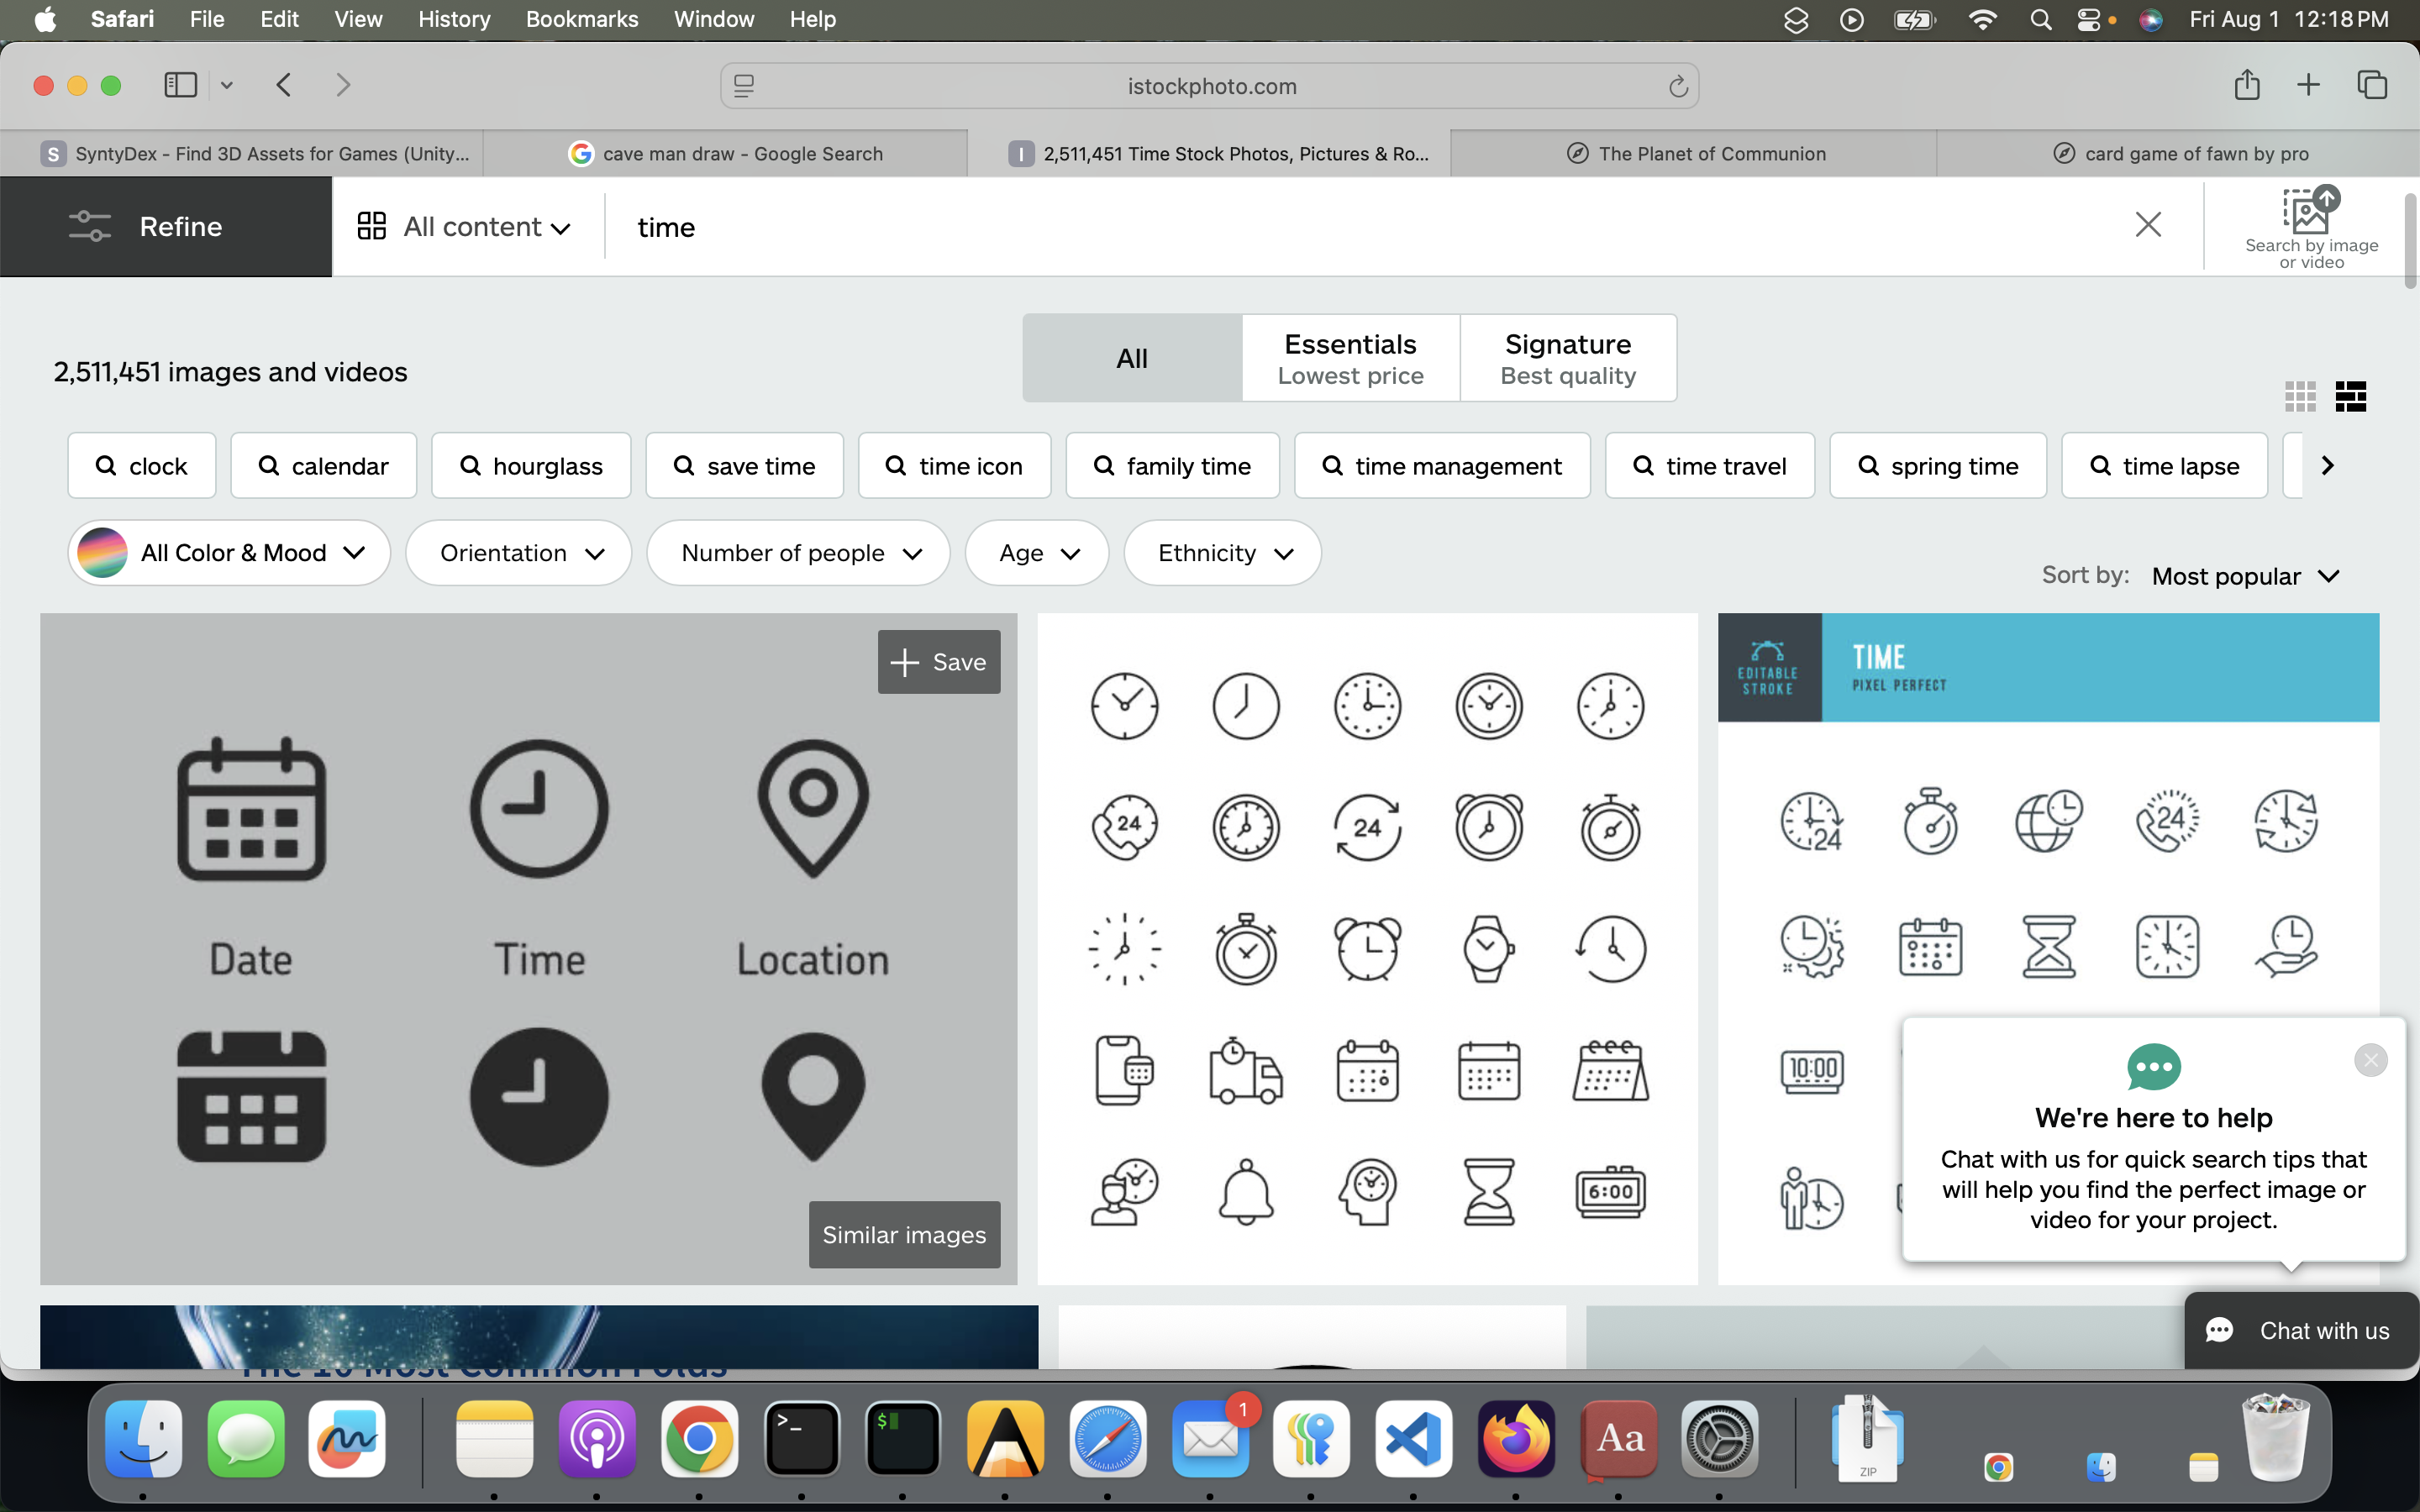 Safari File Edit View History Bookmarks Window Help Fri Aug 1 12:18 PM
istockphoto.com
S SyntyDex - Find 3D Assets for Games (Unity... cave man draw - Google Search I 2,511,451 Time Stock Photos, Pictures & Ro... The Planet of Communion card game of fawn by pro
Refine All content time
Search by image
or video
2,511,451 images and videos
All
Essentials
Lowest price
Signature
Best quality
clock calendar hourglass save time time icon family time time management time travel spring time time lapse
All Color & Mood Orientation Number of people Age Ethnicity
Sort by: Most popular
Save
Date Time Location
Similar images
24 24
6:00
EDITABLE
STROKE
TIME
PIXEL PERFECT
24 24
10:00
We're here to help
Chat with us for quick search tips that
will help you find the perfect image or
video for your project.
Chat with us
The 10 Most Common Folds
>_ $ 1 Aa ZIP